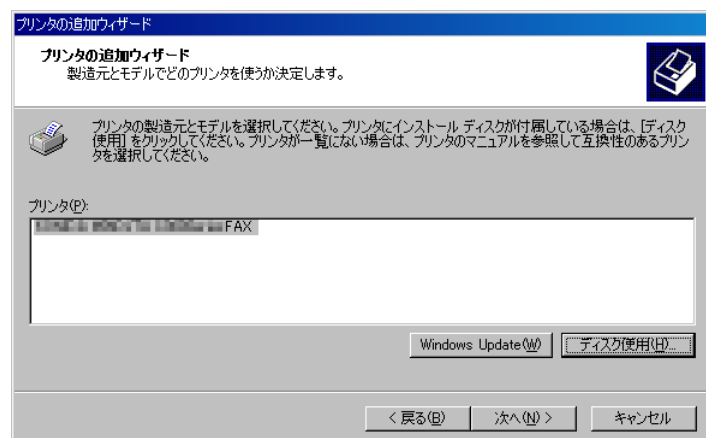 プリンタの追加ウィザード
プリンタの追加ウィザード
製造元とモデルでどのプリンタを使うか決定します。
プリンタの製造元とモデルを選択してください。プリンタにインストール ディスクが付属している場合は、[ディスク
使用] をクリックしてください。プリンタが一覧にない場合は、プリンタのマニュアルを参照して互換性のあるプリン
タを選択してください。
プリンタ(P):
FAX
Windows Update(W) ディスク使用(H)...
< 戻る(B) 次へ(N) > キャンセル